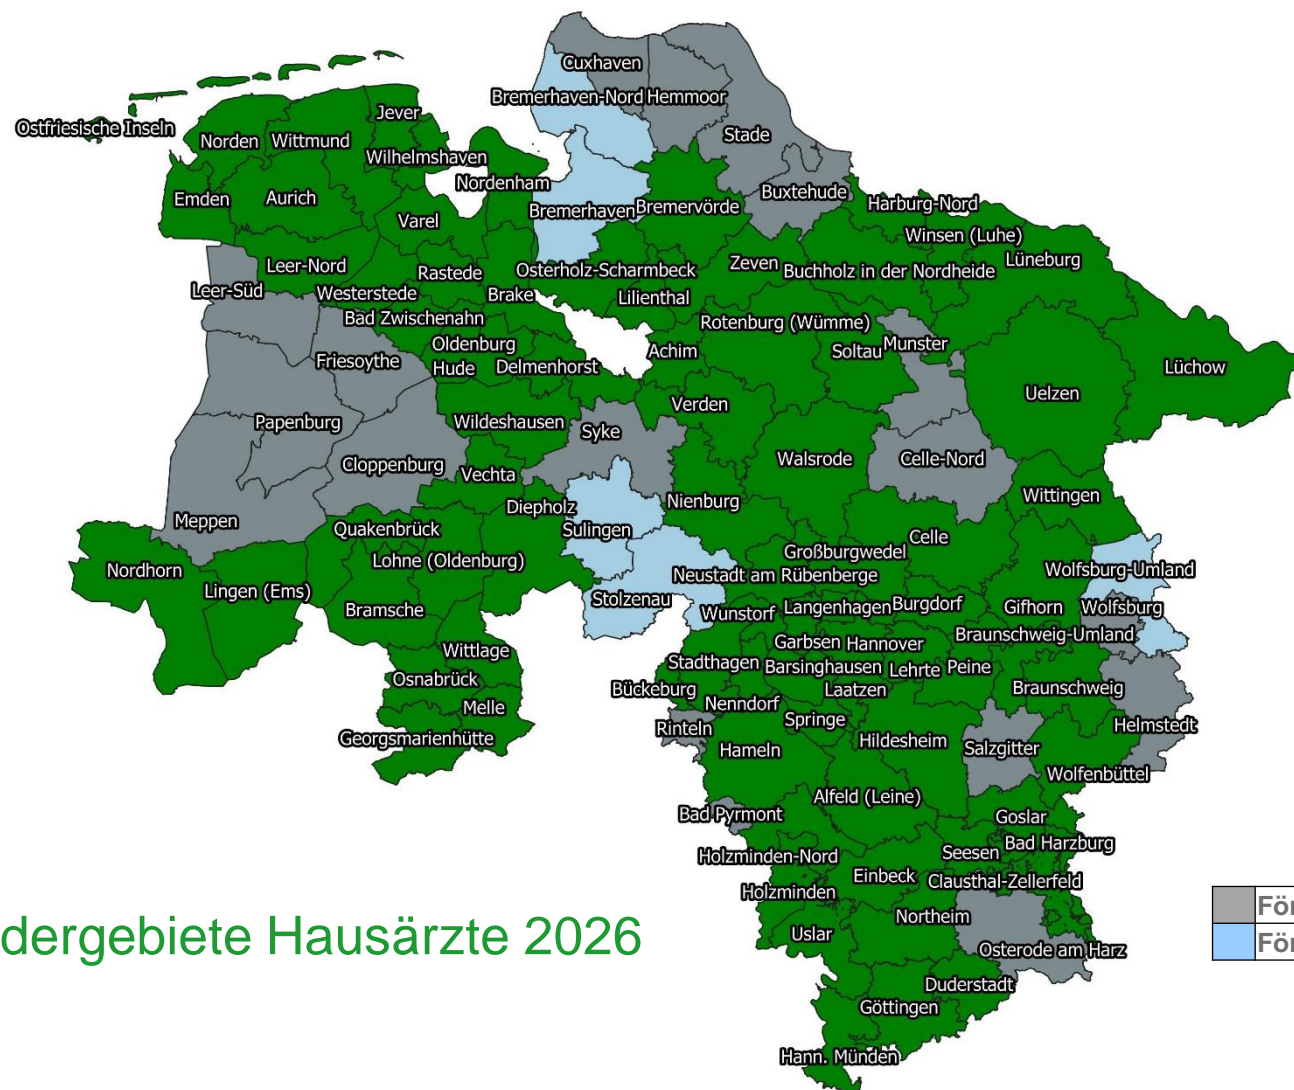 Cuxhaven
Bremerhaven-Nord
Hemmoor
Jever
Ostfriesische Inseln
Norden
Wittmund
Stade
Wilhelmshaven
Nordenham
Buxtehude
Emden
Aurich
Varel
Bremerhaven
Bremervörde
Harburg-Nord
Winsen (Luhe)
Leer-Nord
Rastede
Osterholz-Scharmbeck
Zeven
Buchholz in der Nordheide
Lüneburg
Leer-Süd
Westerstede
Brake
Lilienthal
Bad Zwischenahn
Rotenburg (Wümme)
Oldenburg
Achim
Soltau
Munster
Friesoythe
Hude
Delmenhorst
Lüchow
Uelzen
Verden
Papenburg
Wildeshausen
Syke
Cloppenburg
Walsrode
Celle-Nord
Vechta
Wittingen
Diepholz
Nienburg
Meppen
Quakenbrück
Sulingen
Celle
Großburgwedel
Nordhorn
Lohne (Oldenburg)
Neustadt am Rübenberge
Wolfsburg-Umland
Lingen (Ems)
Stolzenau
Bramsche
Wunstorf
Langenhagen
Burgdorf
Gifhorn
Wolfsburg
Garbsen
Hannover
Braunschweig-Umland
Wittlage
Stadthagen
Barsinghausen
Lehrte
Peine
Osnabrück
Bückeburg
Laatzen
Braunschweig
Melle
Nenndorf
Springe
Rinteln
Helmstedt
Georgsmarienhütte
Hameln
Hildesheim
Salzgitter
Wolfenbüttel
Alfeld (Leine)
Bad Pyrmont
Goslar
Bad Harzburg
Holzminden-Nord
Seesen
Einbeck
Clausthal-Zellerfeld
Holzminden
Northeim
Uslar
Osterode am Harz
dergebiete Hausärzte 2026
För
För
Duderstadt
Göttingen
Hann. Münden